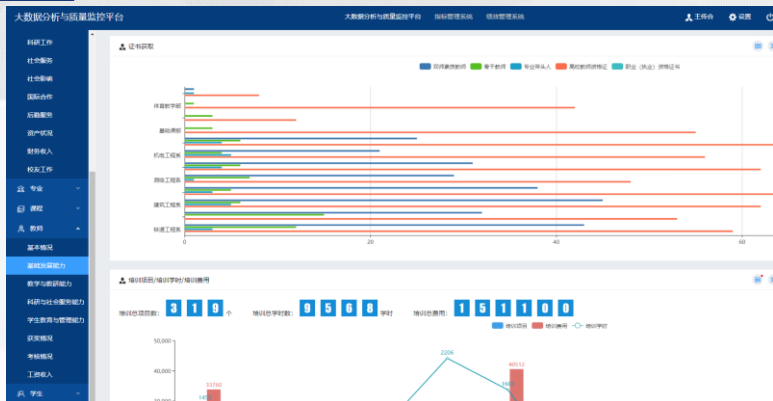 大数据分析与质量监控平台
大数据分析与质量监控平台 指标管理系统 绩效管理系统
王传合 设置
科研工作
社会服务
社会影响
国际合作
后勤服务
资产状况
财务收入
校友工作
专业
课程
教师
基本情况
基础发展能力
教学与教研能力
科研与社会服务能力
学生教育与管理能力
获奖情况
考核情况
工资收入
学生
证书获取
双师素质教师 骨干教师 专业带头人 高校教师资格证 职业(执业)资格证书
体育教学部
基础课部
机电工程系
测绘工程系
建筑工程系
铁道工程系
0 20 40 60
培训项目/培训学时/培训费用
培训总项目数: 3 1 9 个 培训总学时数: 9 5 6 8 学时 培训总费用: 1 5 1 1 0 0
培训项目 培训费用 培训学时
50,000
40,000
30,000
33760
2206
40532